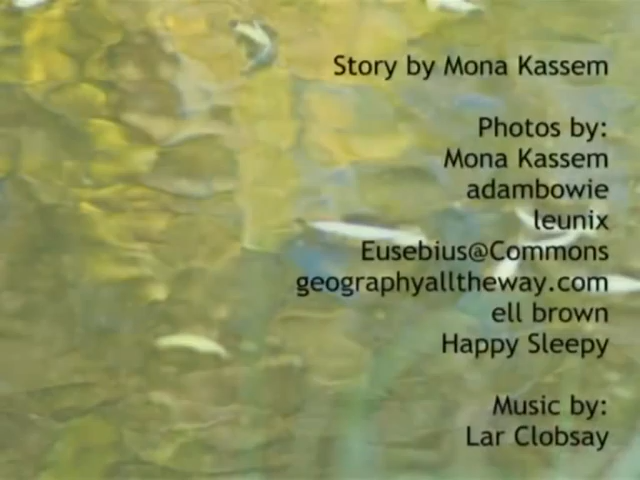 Story by Mona Kassem
Photos by:
Mona Kassem
adambowie
leunix
Eusebius@Commons
geographyalltheway.com
ell brown
Happy Sleepy
Music by:
Lar Clobsay